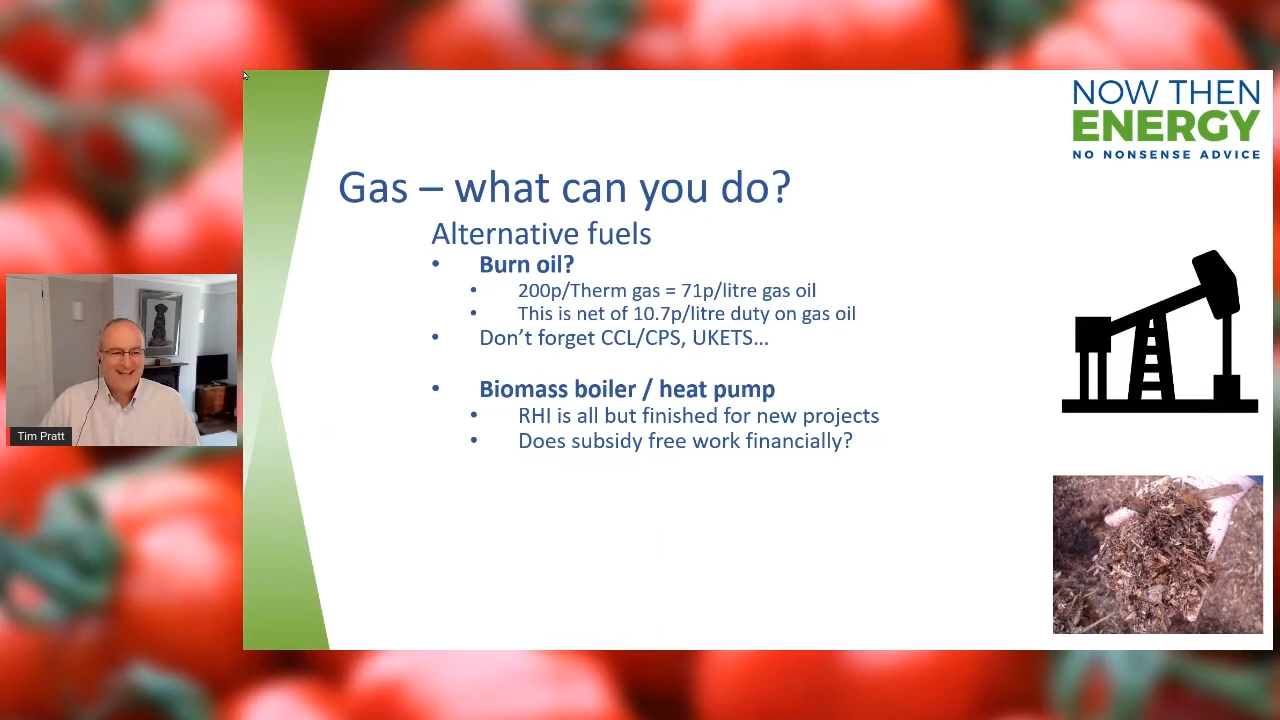 NOW THEN
ENERGY
NO NONSENSE ADVICE
Gas – what can you do?
Alternative fuels
• Burn oil?
• 200p/Therm gas = 71p/litre gas oil
• This is net of 10.7p/litre duty on gas oil
• Don't forget CCL/CPS, UKETS...
• Biomass boiler / heat pump
• RHI is all but finished for new projects
• Does subsidy free work financially?
Tim Pratt